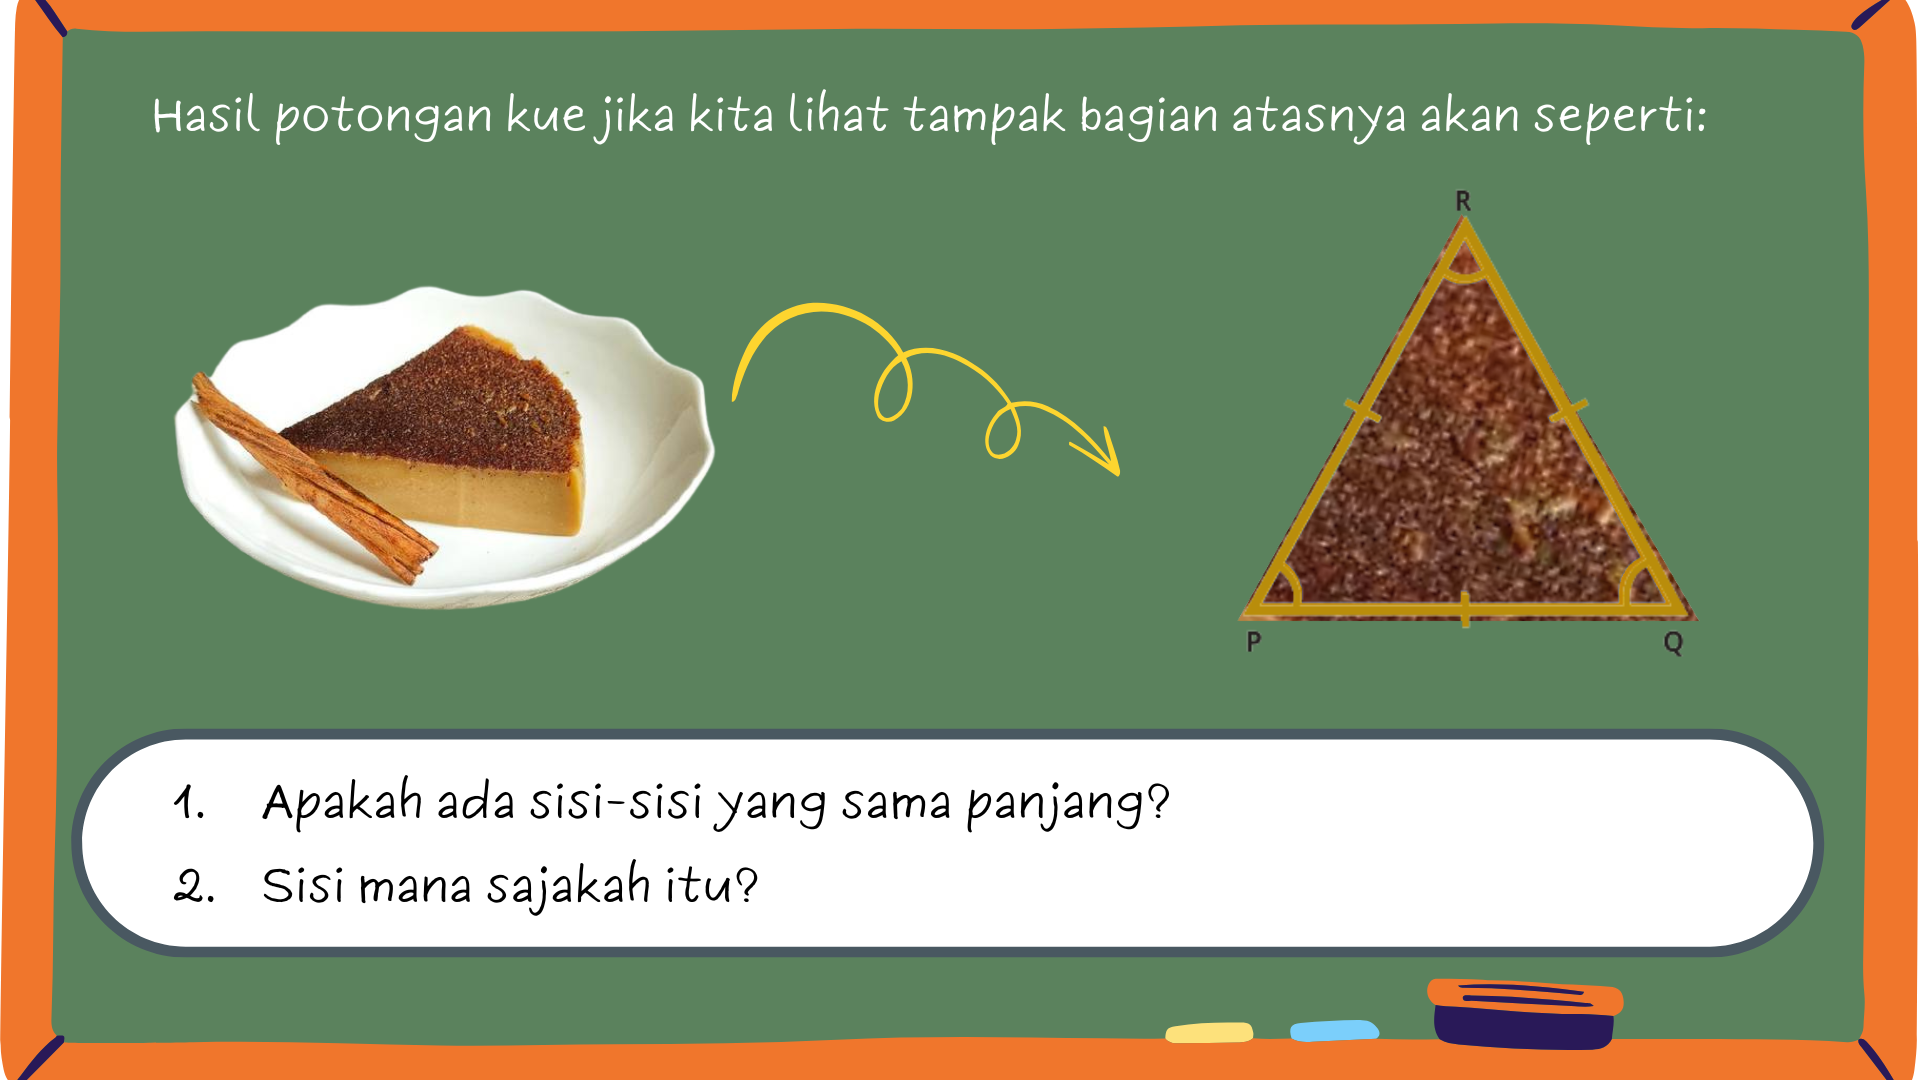 Hasil potongan kue jika kita lihat tampak bagian atasnya akan seperti:
R
P
Q
1. Apakah ada sisi-sisi yang sama panjang?
2. Sisi mana sajakah itu?